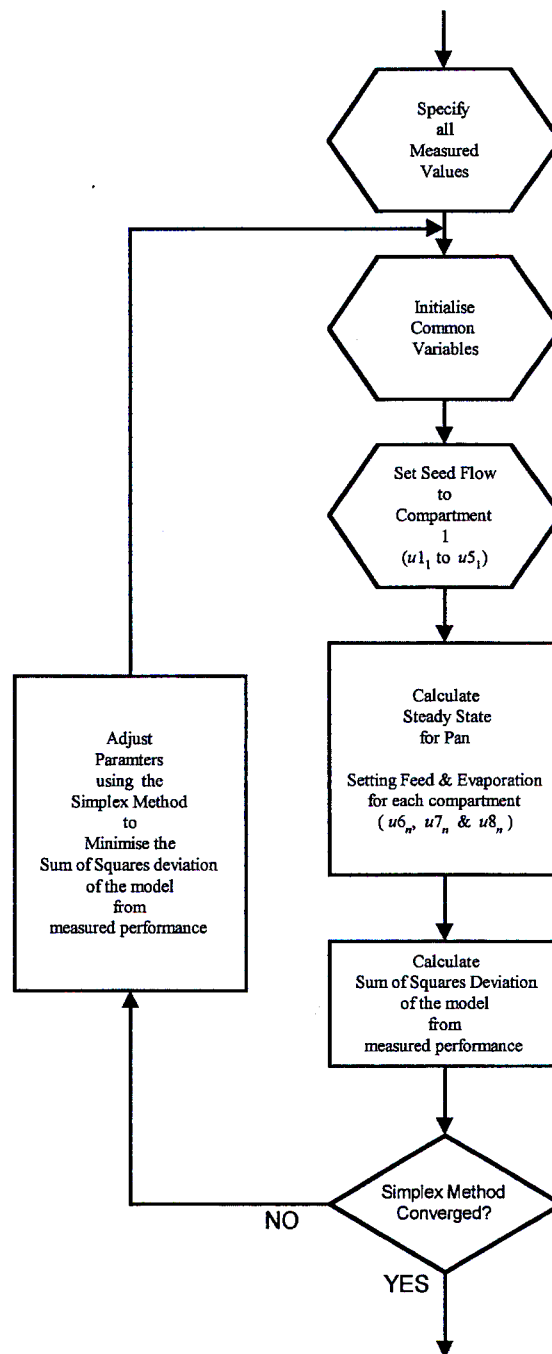 Specify
all
Measured
Values
Initialise
Common
Variables
Set Seed Flow
to
Compartment
1
(u1₁ to u5₁)
Calculate
Steady State
for Pan
Setting Feed & Evaporation
for each compartment
( u6ₙ, u7ₙ & u8ₙ )
Adjust
Paramters
using the
Simplex Method
to
Minimise the
Sum of Squares deviation
of the model
from
measured performance
Calculate
Sum of Squares Deviation
of the model
from
measured performance
Simplex Method
Converged?
NO
YES